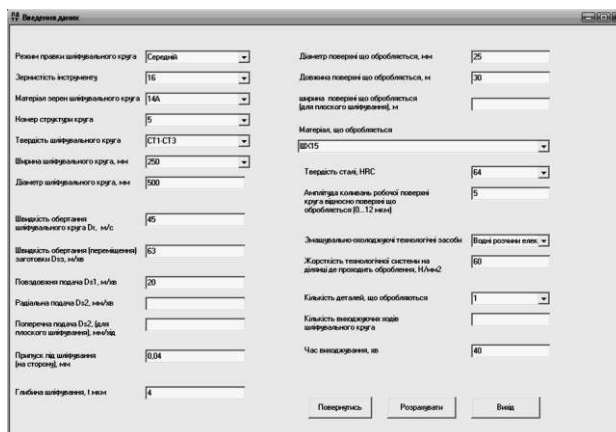 Введення даних
Режим правки шліфувального круга
Середній
Зернистість інструменту
16
Матеріал зерен шліфувального круга
14А
Номер структури круга
5
Твердість шліфувального круга
СТ1-СТ3
Ширина шліфувального круга, мм
250
Діаметр шліфувального круга, мм
500
Швидкість обертання
шліфувального круга Dr, м/с
45
Швидкість обертання (переміщення)
заготовки Dsз, м/хв
63
Повздовжня подача Ds1, м/хв
20
Радіальна подача Ds2, мм/хв
Поперечна подача Ds2, (для
плоского шліфування), мм/хід
Припуск під шліфування
(на сторону), мм
0,04
Глибина шліфування, t мкм
4
Діаметр поверхні що обробляється, мм
25
Довжина поверхні що обробляється, м
30
ширина поверхні що обробляється
(для плоского шліфування), м
Матеріал, що обробляється
ШХ15
Твердість сталі, HRC
64
Амплітуда коливань робочої поверхні
круга відносно поверхні що
обробляється (0...12 мкм)
5
Змащувально-охолоджуючі технологічні засоби
Водні розчини елек
Жорсткість технологічної системи на
ділянці де проходить оброблення, Н/мм2
60
Кількість деталей, що обробляються
1
Кількість виходжуючих ходів
шліфувального круга
Час виходжування, хв
40
Повернутись
Розрахувати
Вихід